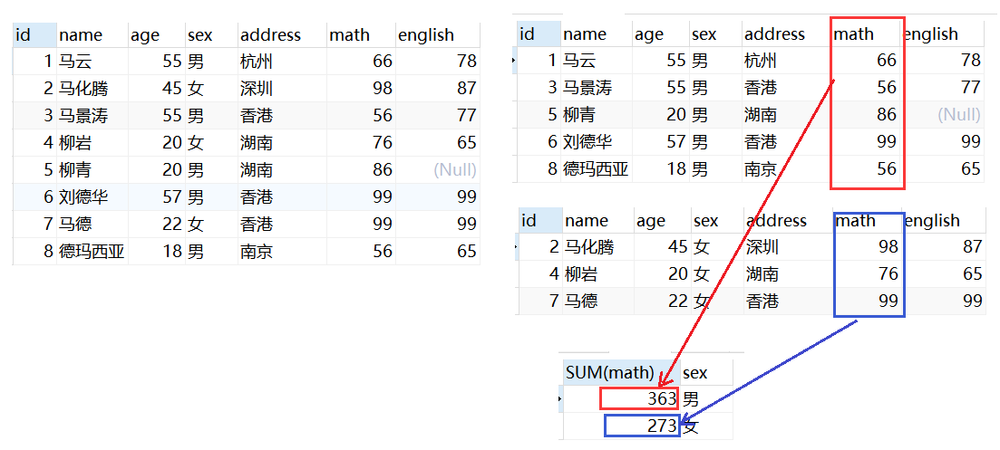 id name age sex address math english
1 马云 55 男 杭州 66 78
2 马化腾 45 女 深圳 98 87
3 马景涛 55 男 香港 56 77
4 柳岩 20 女 湖南 76 65
5 柳青 20 男 湖南 86 (Null)
6 刘德华 57 男 香港 99 99
7 马德 22 女 香港 99 99
8 德玛西亚 18 男 南京 56 65
id name age sex address math english
1 马云 55 男 杭州 66 78
3 马景涛 55 男 香港 56 77
5 柳青 20 男 湖南 86 (Null)
6 刘德华 57 男 香港 99 99
8 德玛西亚 18 男 南京 56 65
id name age sex address math english
2 马化腾 45 女 深圳 98 87
4 柳岩 20 女 湖南 76 65
7 马德 22 女 香港 99 99
SUM(math) sex
363 男
273 女